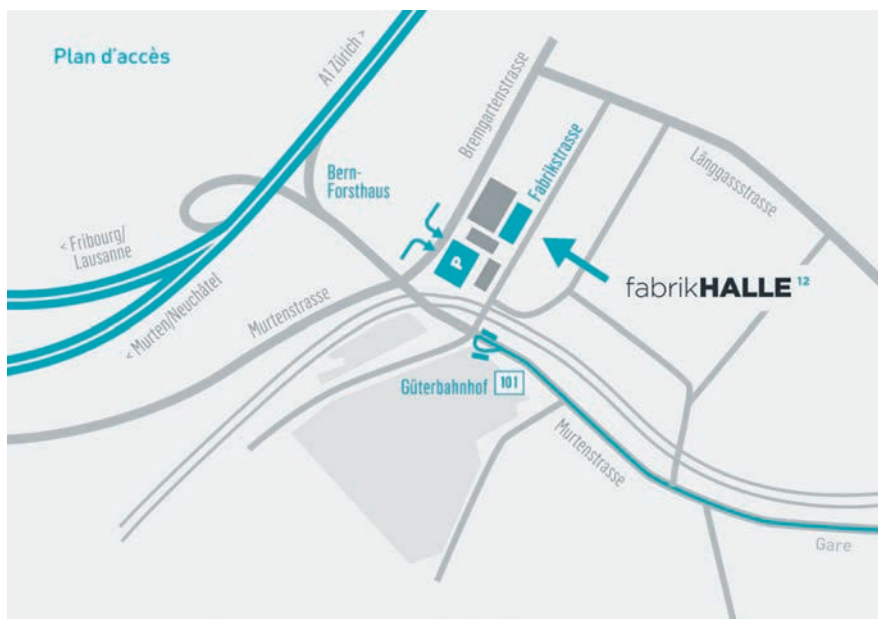 Plan d'accès
A1 Zürich >
Bremgartenstrasse
Fabrikstrasse
Länggassstrasse
Bern-
Forsthaus
< Fribourg/
Lausanne
< Murten/Neuchâtel
Murtenstrasse
P
fabrikHALLE 12
Güterbahnhof 101
Murtenstrasse
Gare